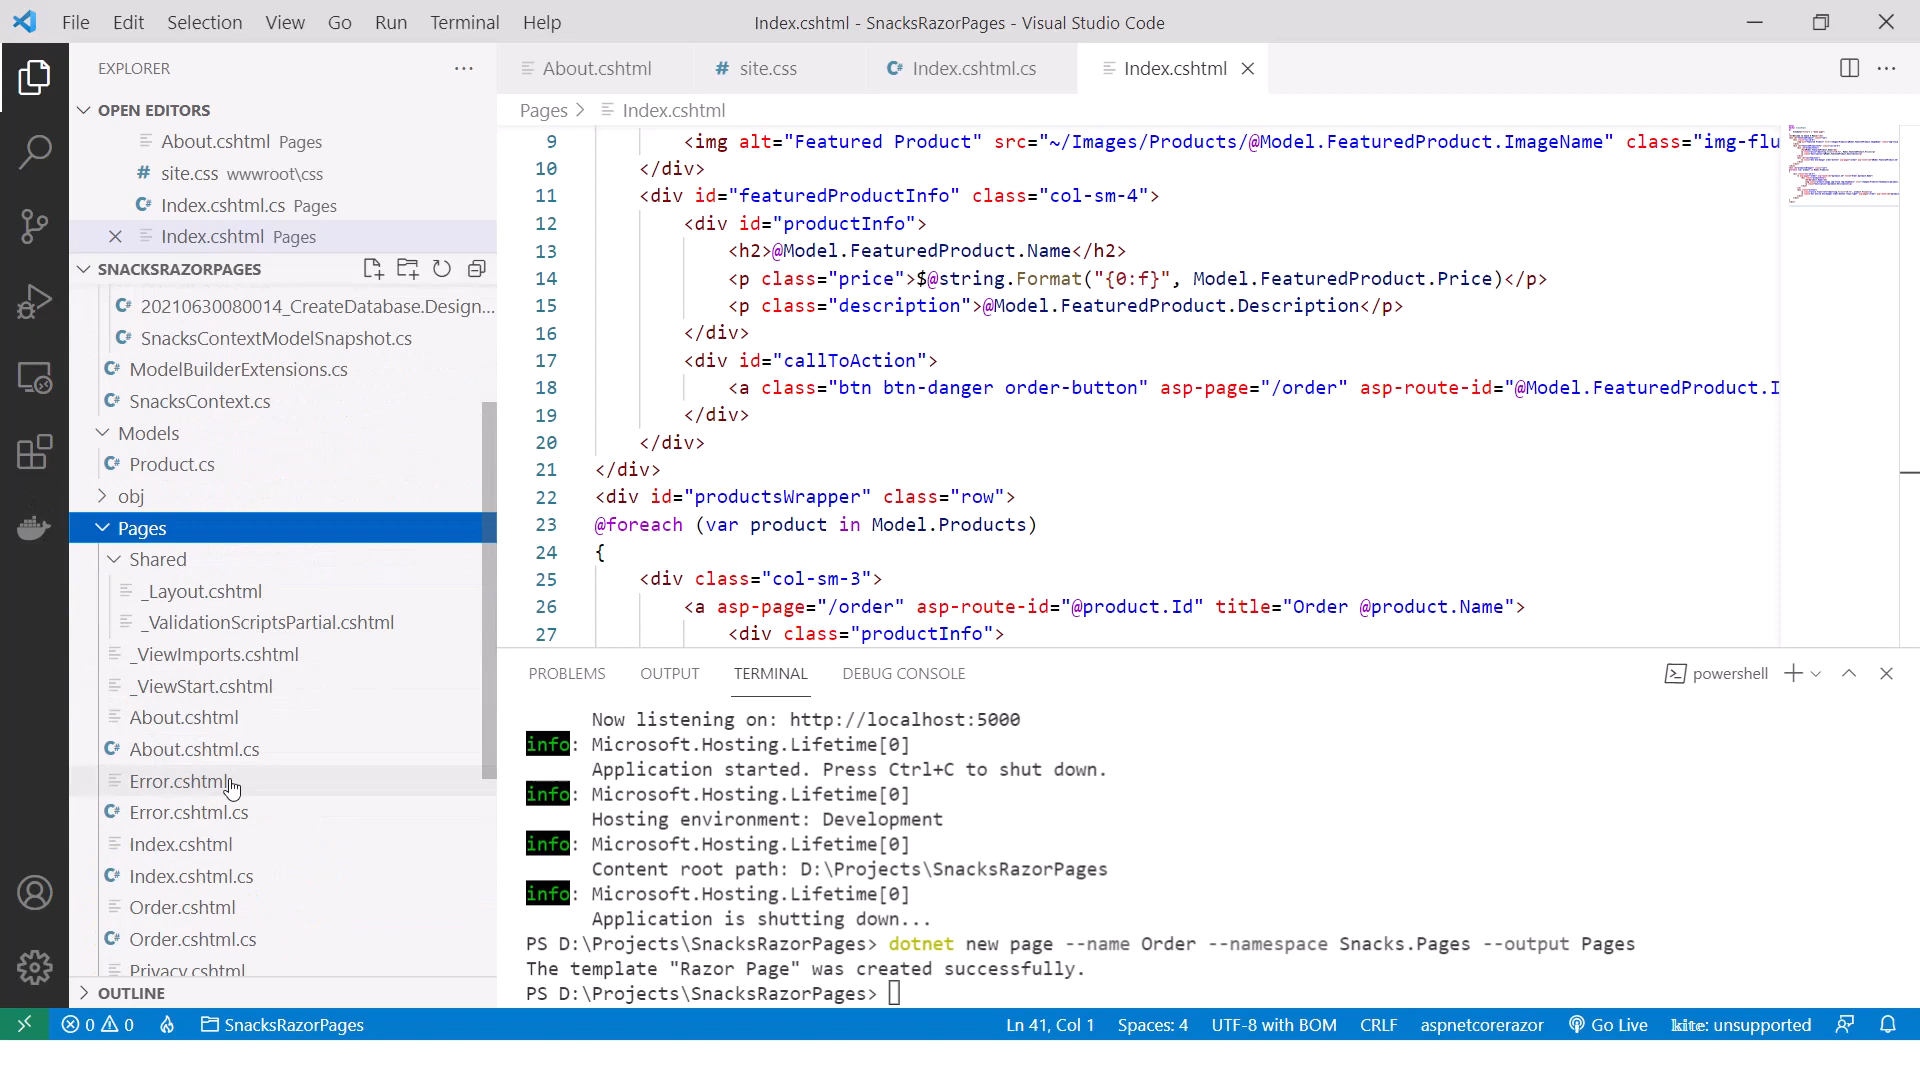 File Edit Selection View Go Run Terminal Help
Index.cshtml - SnacksRazorPages - Visual Studio Code
EXPLORER
OPEN EDITORS
About.cshtml Pages
# site.css wwwroot\css
C# Index.cshtml.cs Pages
Index.cshtml Pages
SNACKSRAZORPAGES
C# 20210630080014_CreateDatabase.Design...
C# SnacksContextModelSnapshot.cs
C# ModelBuilderExtensions.cs
C# SnacksContext.cs
Models
C# Product.cs
obj
Pages
Shared
_Layout.cshtml
_ValidationScriptsPartial.cshtml
_ViewImports.cshtml
_ViewStart.cshtml
About.cshtml
C# About.cshtml.cs
Error.cshtml
C# Error.cshtml.cs
Index.cshtml
C# Index.cshtml.cs
Order.cshtml
C# Order.cshtml.cs
Privacy.cshtml
OUTLINE
About.cshtml # site.css C# Index.cshtml.cs Index.cshtml
Pages > Index.cshtml
9 <img alt="Featured Product" src="~/Images/Products/@Model.FeaturedProduct.ImageName" class="img-flu
10 </div>
11 <div id="featuredProductInfo" class="col-sm-4">
12 <div id="productInfo">
13 <h2>@Model.FeaturedProduct.Name</h2>
14 <p class="price">$@string.Format("{0:f}", Model.FeaturedProduct.Price)</p>
15 <p class="description">@Model.FeaturedProduct.Description</p>
16 </div>
17 <div id="callToAction">
18 <a class="btn btn-danger order-button" asp-page="/order" asp-route-id="@Model.FeaturedProduct.I
19 </div>
20 </div>
21 </div>
22 <div id="productsWrapper" class="row">
23 @foreach (var product in Model.Products)
24 {
25 <div class="col-sm-3">
26 <a asp-page="/order" asp-route-id="@product.Id" title="Order @product.Name">
27 <div class="productInfo">
PROBLEMS OUTPUT TERMINAL DEBUG CONSOLE
powershell
Now listening on: http://localhost:5000
info: Microsoft.Hosting.Lifetime[0]
Application started. Press Ctrl+C to shut down.
info: Microsoft.Hosting.Lifetime[0]
Hosting environment: Development
info: Microsoft.Hosting.Lifetime[0]
Content root path: D:\Projects\SnacksRazorPages
info: Microsoft.Hosting.Lifetime[0]
Application is shutting down...
PS D:\Projects\SnacksRazorPages> dotnet new page --name Order --namespace Snacks.Pages --output Pages
The template "Razor Page" was created successfully.
PS D:\Projects\SnacksRazorPages>
0 0 SnacksRazorPages Ln 41, Col 1 Spaces: 4 UTF-8 with BOM CRLF aspnetcorerazor Go Live kite: unsupported